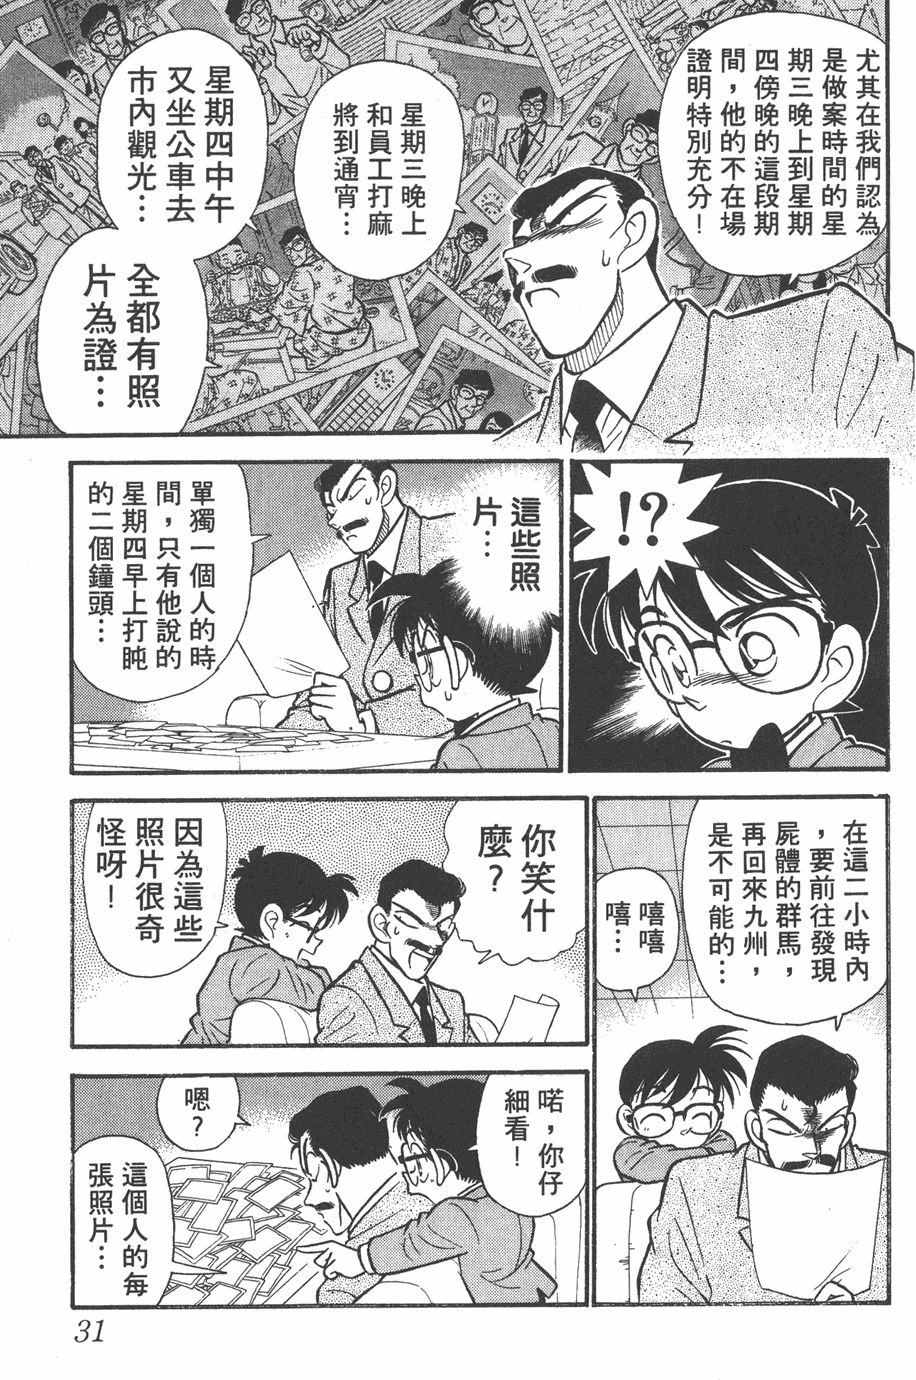 尤其在我們認為
是做案時間的星
期三晚上到星期
四傍晚的這段期
間，他的不在場
證明特別充分！
星期三晚上
和員工打麻
將到通宵…
星期四中午
又坐公車去
市內觀光…
全都有照
片為證…
!?
這些照
片…
單獨一個人的時
間，只有他說的
星期四早上打盹
的二個鐘頭…
在這二小時內
，要前往發現
屍體的群馬，
再回來九州，
是不可能的…
嘻嘻
嘻…
你笑什
麼？
因為這些
照片很奇
怪呀！
喏，你仔
細看！
嗯？
這個人的每
張照片…
31